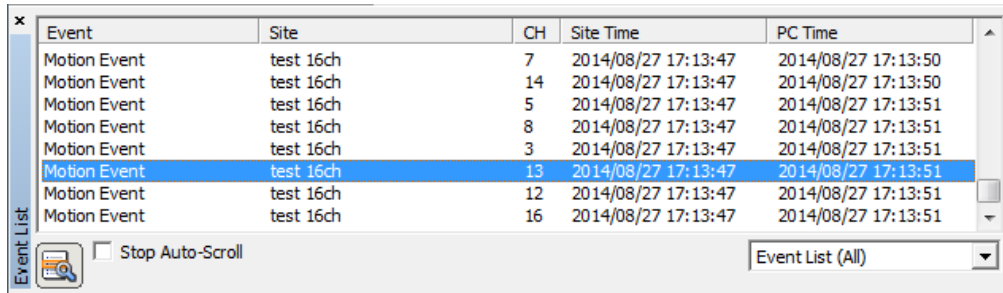 Event Site CH Site Time PC Time
Motion Event test 16ch 7 2014/08/27 17:13:47 2014/08/27 17:13:50
Motion Event test 16ch 14 2014/08/27 17:13:47 2014/08/27 17:13:50
Motion Event test 16ch 5 2014/08/27 17:13:47 2014/08/27 17:13:51
Motion Event test 16ch 8 2014/08/27 17:13:47 2014/08/27 17:13:51
Motion Event test 16ch 3 2014/08/27 17:13:47 2014/08/27 17:13:51
Motion Event test 16ch 13 2014/08/27 17:13:47 2014/08/27 17:13:51
Motion Event test 16ch 12 2014/08/27 17:13:47 2014/08/27 17:13:51
Motion Event test 16ch 16 2014/08/27 17:13:47 2014/08/27 17:13:51
Event List
Stop Auto-Scroll Event List (All)